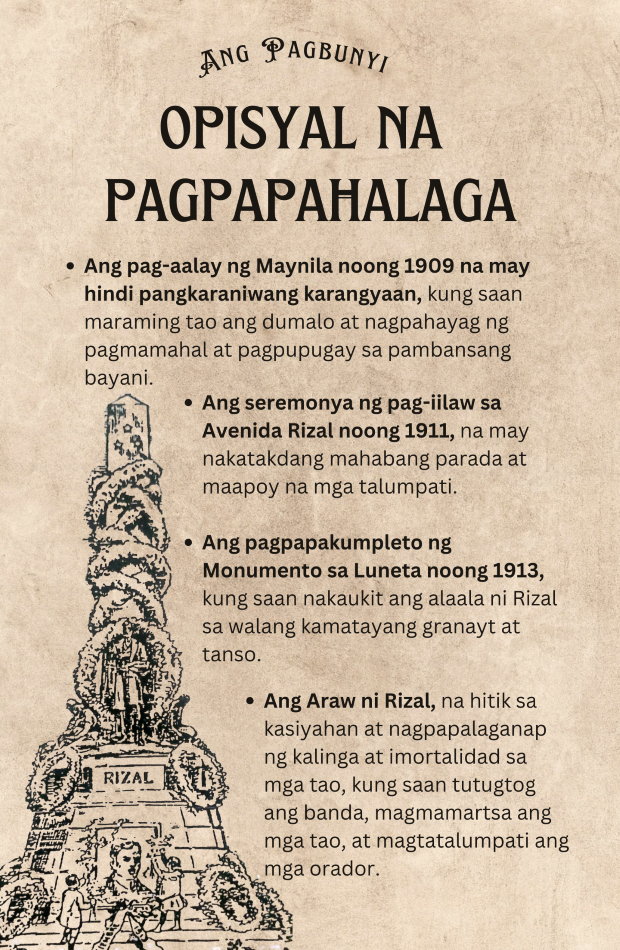 Ang Pagbunyi
OPISYAL NA
PAGPAPAHALAGA
• Ang pag-aalay ng Maynila noong 1909 na may
hindi pangkaraniwang karangyaan, kung saan
maraming tao ang dumalo at nagpahayag ng
pagmamahal at pagpupugay sa pambansang
bayani.
• Ang seremonya ng pag-iilaw sa
Avenida Rizal noong 1911, na may
nakatakdang mahabang parada at
maapoy na mga talumpati.
• Ang pagpapakumpleto ng
Monumento sa Luneta noong 1913,
kung saan nakaukit ang alaala ni Rizal
sa walang kamatayang granayt at
tanso.
• Ang Araw ni Rizal, na hitik sa
kasiyahan at nagpapalaganap
ng kalinga at imortalidad sa
mga tao, kung saan tutugtog
ang banda, magmamartsa ang
mga tao, at magtatalumpati ang
mga orador.
RIZAL